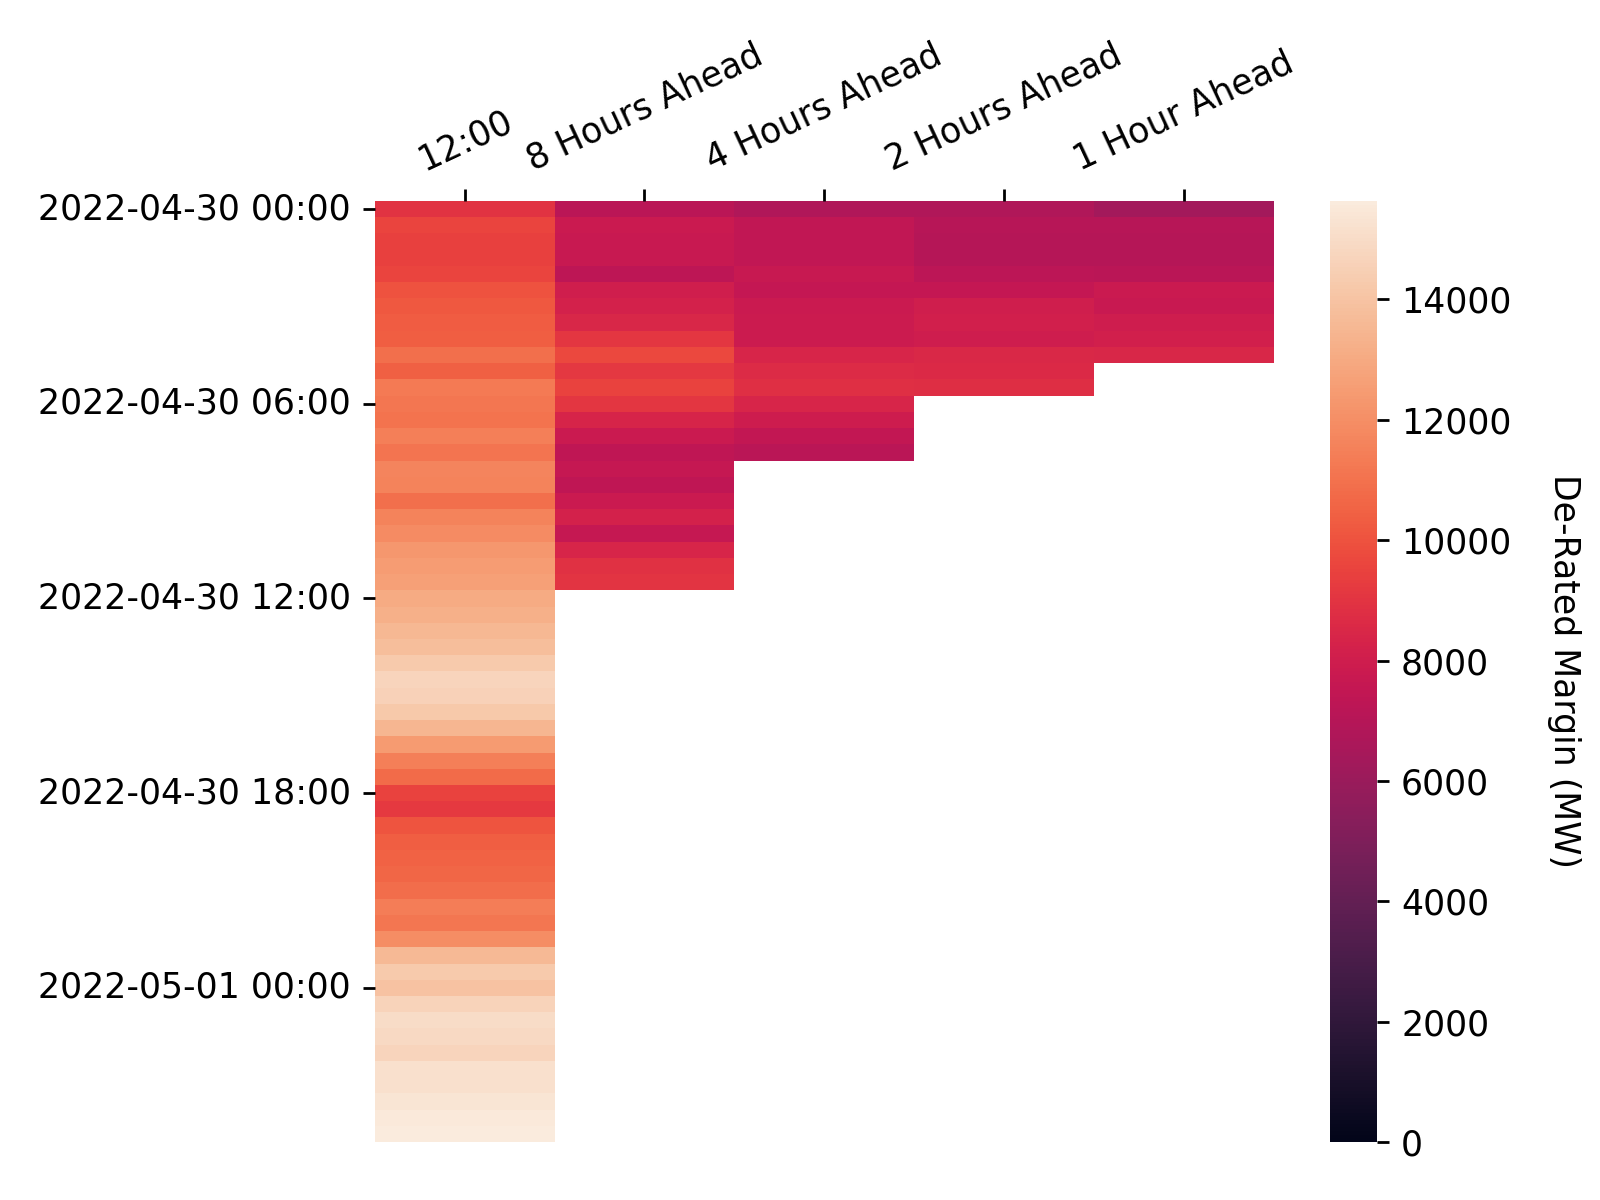 12:00
8 Hours Ahead
4 Hours Ahead
2 Hours Ahead
1 Hour Ahead
2022-04-30 00:00
2022-04-30 06:00
2022-04-30 12:00
2022-04-30 18:00
2022-05-01 00:00
14000
12000
10000
8000
6000
4000
2000
0
De-Rated Margin (MW)